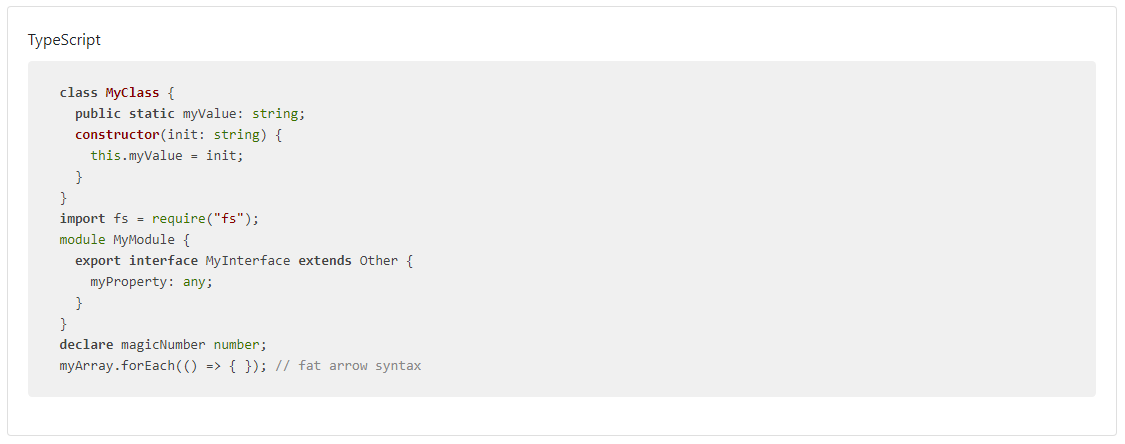 TypeScript
class MyClass {
  public static myValue: string;
  constructor(init: string) {
    this.myValue = init;
  }
}
import fs = require("fs");
module MyModule {
  export interface MyInterface extends Other {
    myProperty: any;
  }
}
declare magicNumber number;
myArray.forEach(() => { }); // fat arrow syntax